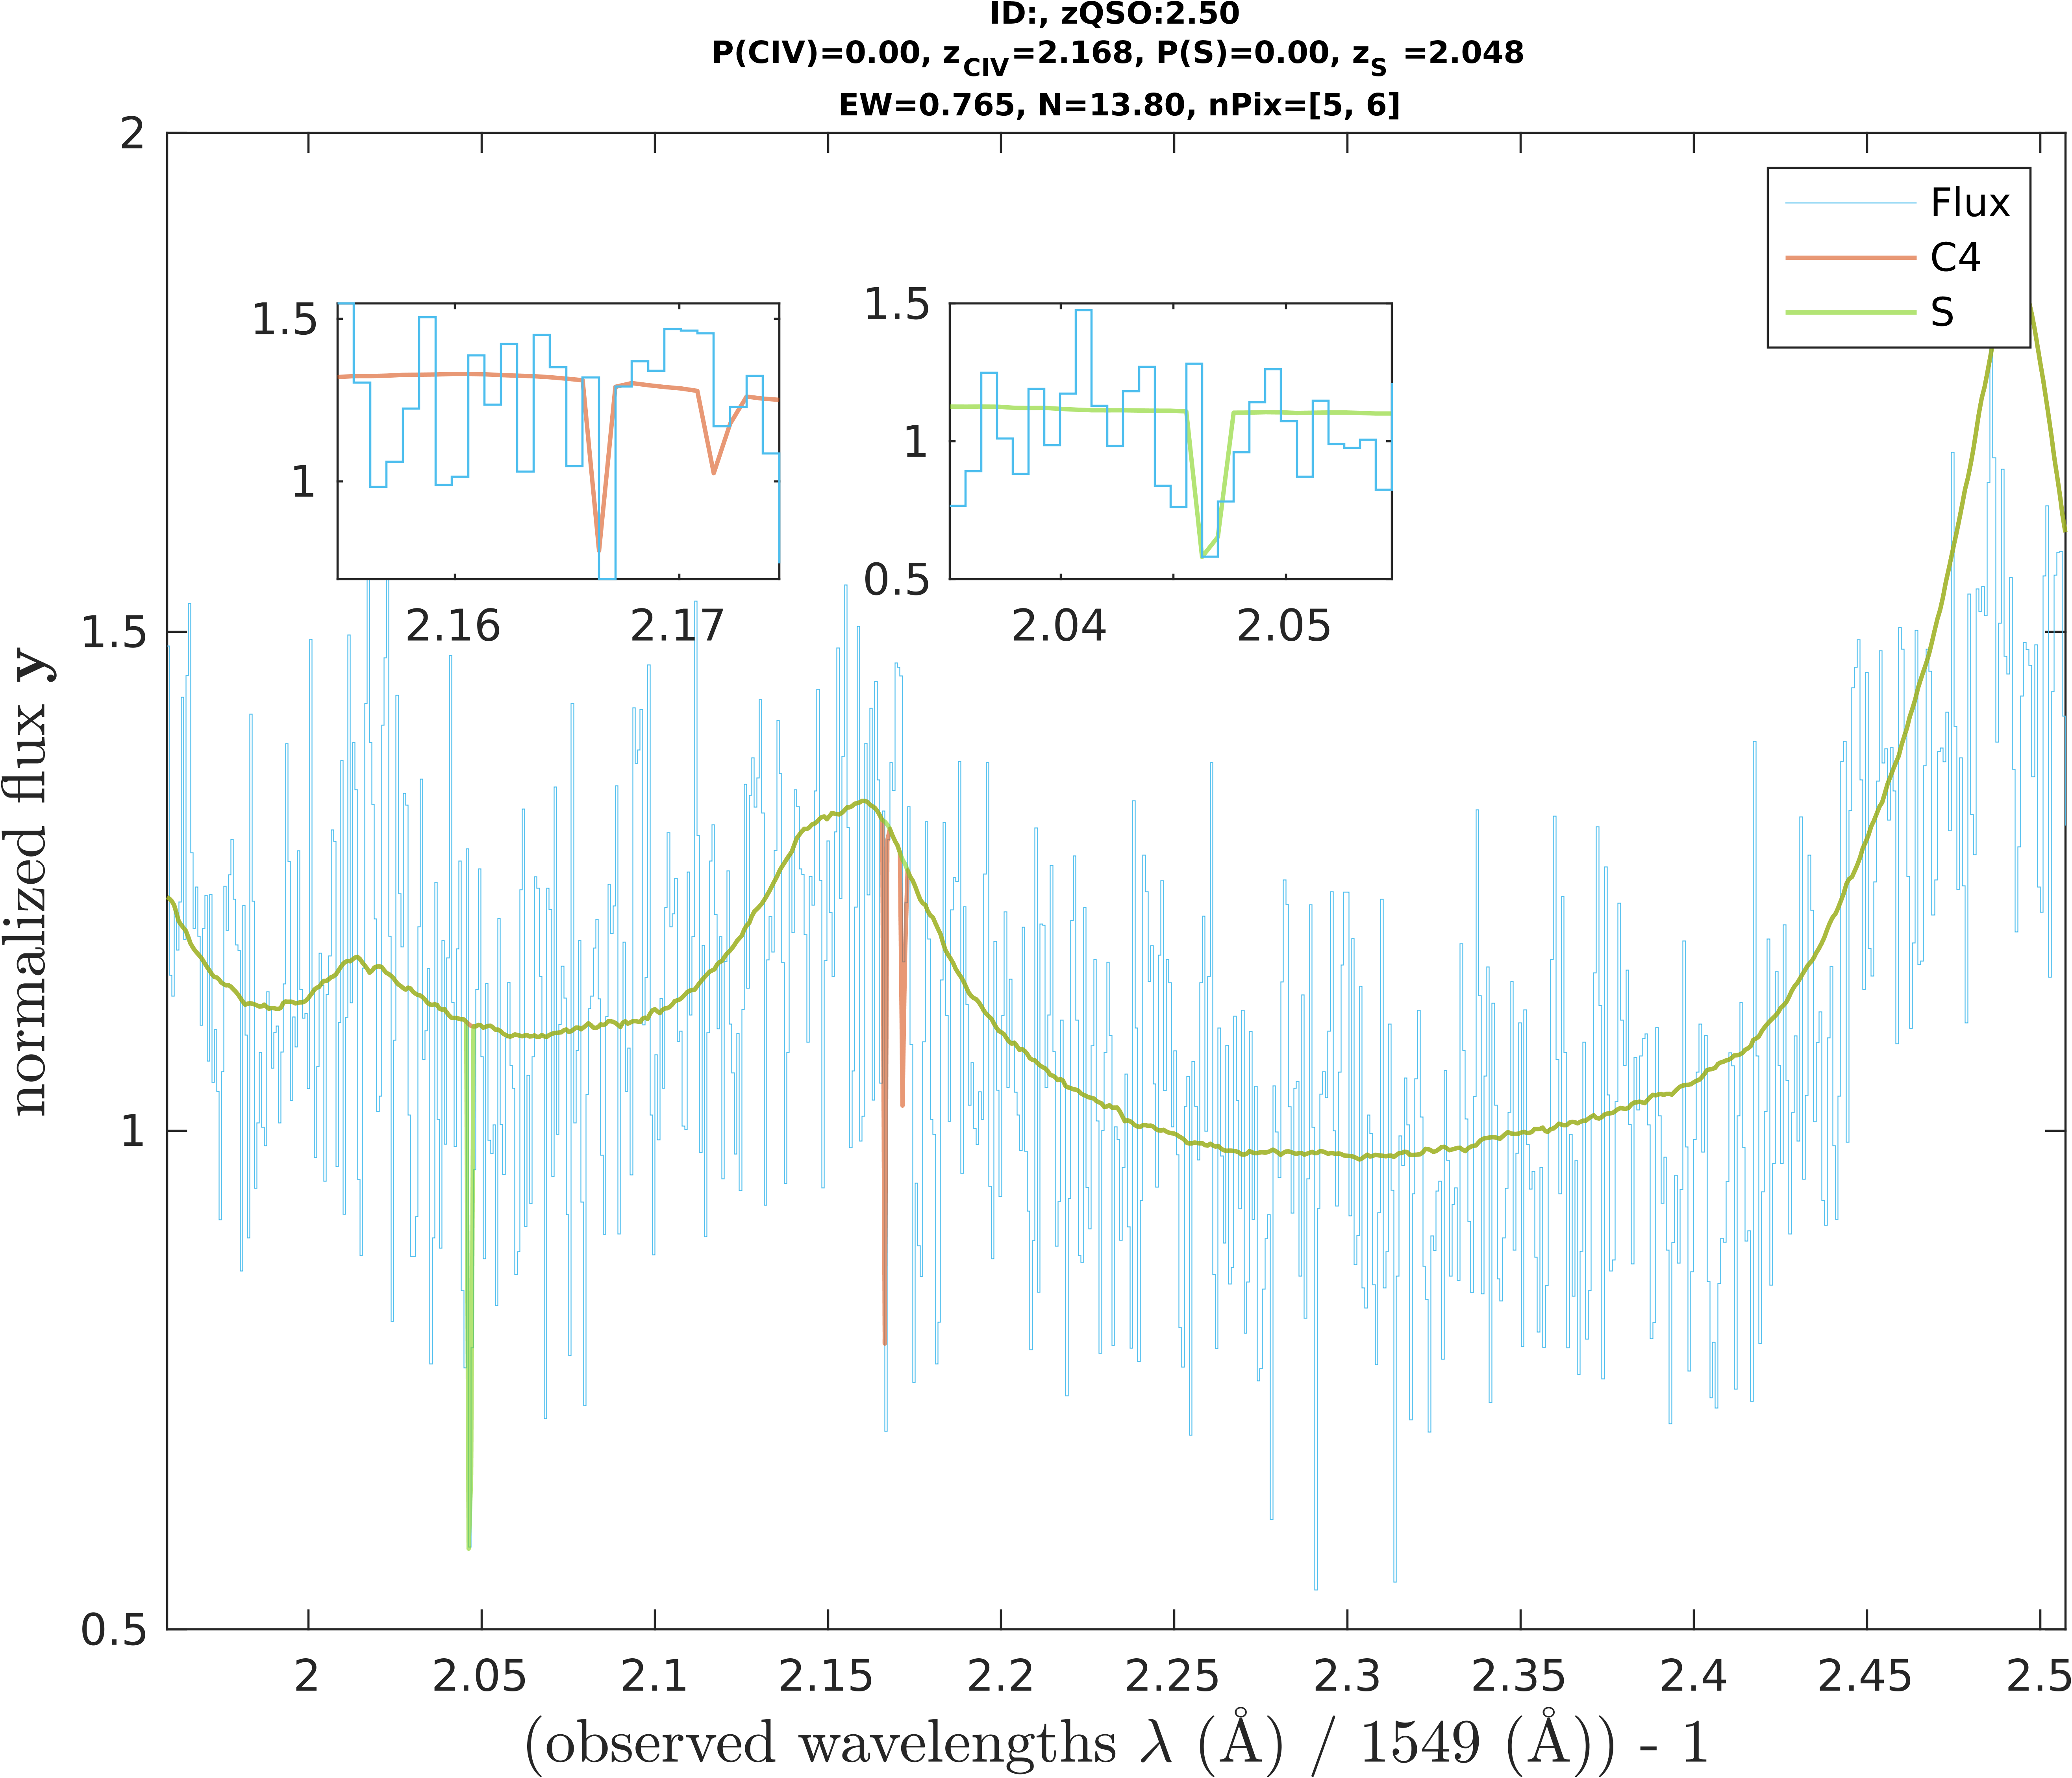 ID:, zQSO:2.50
P(CIV)=0.00, z CIV=2.168, P(S)=0.00, z S =2.048
EW=0.765, N=13.80, nPix=[5, 6]
2
1.5
1
0.5
normalized flux y
Flux
C4
S
1.5
1
2.16 2.17
1.5
1
0.5
2.04 2.05
2 2.05 2.1 2.15 2.2 2.25 2.3 2.35 2.4 2.45 2.5
(observed wavelengths λ (Å) / 1549 (Å)) - 1